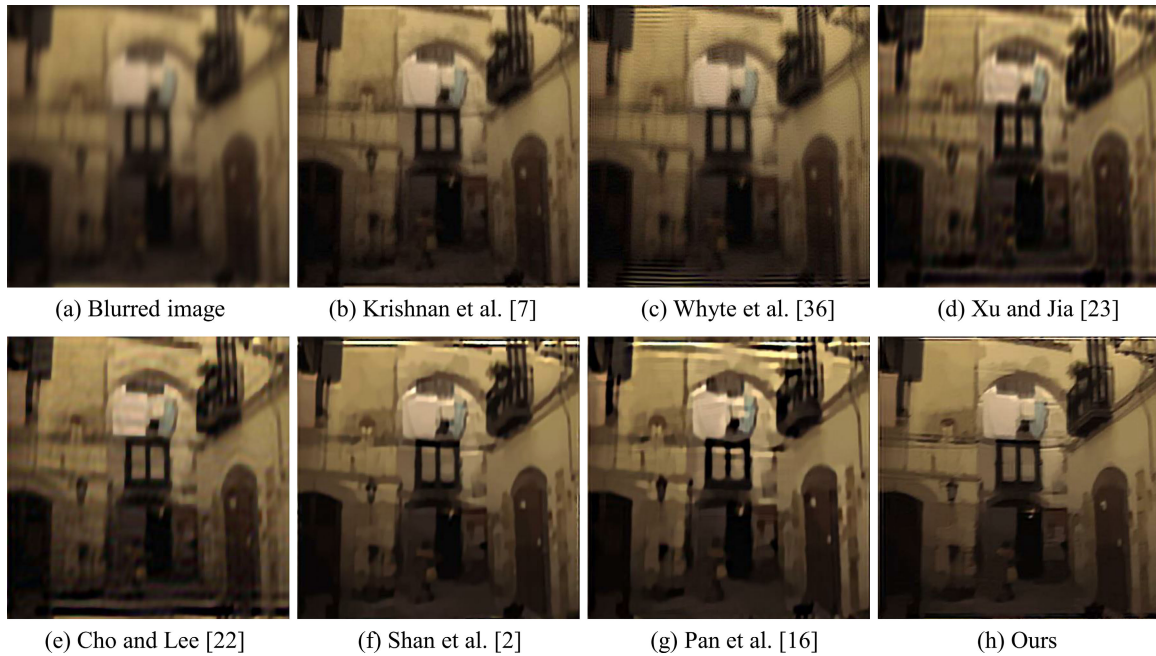 (a) Blurred image
(b) Krishnan et al. [7]
(c) Whyte et al. [36]
(d) Xu and Jia [23]
(e) Cho and Lee [22]
(f) Shan et al. [2]
(g) Pan et al. [16]
(h) Ours